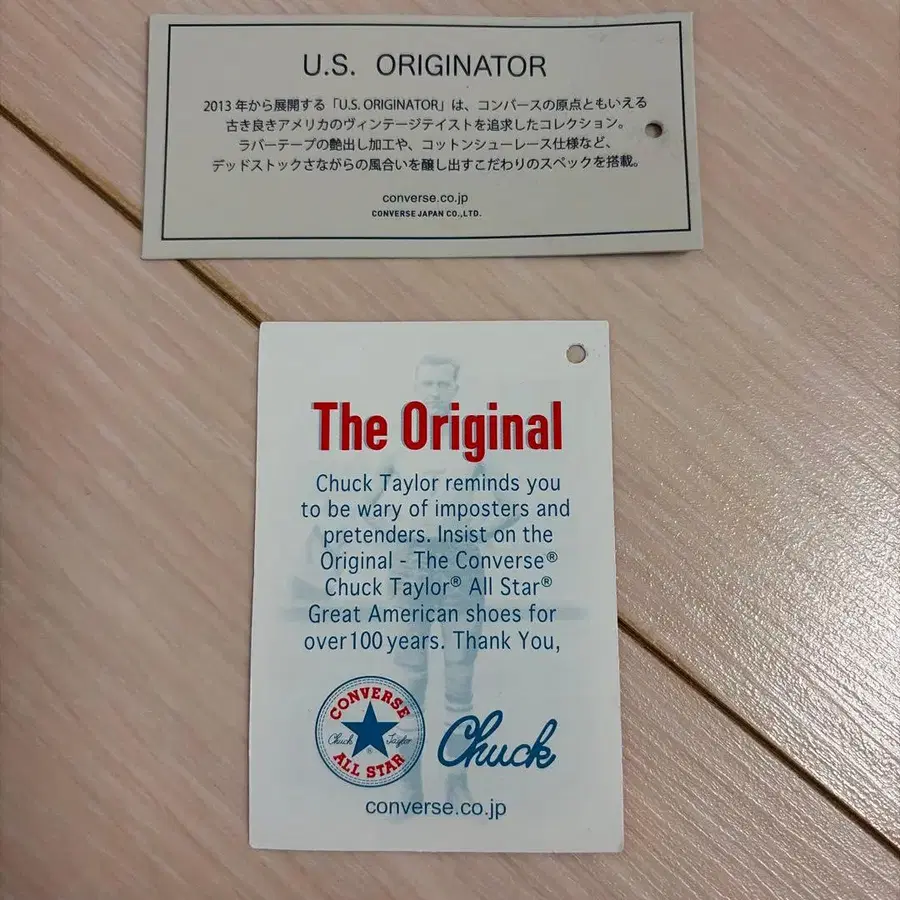 U.S. ORIGINATOR
2013年から展開する「U.S. ORIGINATOR」は、コンバースの原点ともいえる
古き良きアメリカのヴィンテージテイストを追求したコレクション。
ラバーテープの艶出し加工や、コットンシューレース仕様など、
デッドストックさながらの風合いを醸し出すこだわりのスペックを搭載。
converse.co.jp
CONVERSE JAPAN CO.,LTD.
The Original
Chuck Taylor reminds you
to be wary of imposters and
pretenders. Insist on the
Original - The Converse®
Chuck Taylor® All Star®
Great American shoes for
over 100 years. Thank You,
CONVERSE
Chuck Taylor
®
ALL STAR
Chuck
converse.co.jp